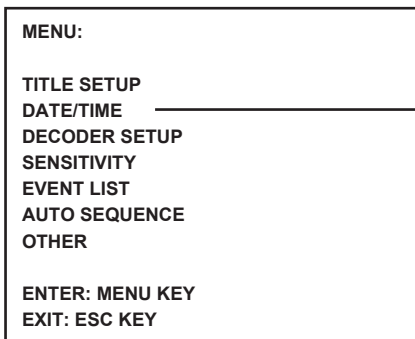 MENU:
TITLE SETUP
DATE/TIME
DECODER SETUP
SENSITIVITY
EVENT LIST
AUTO SEQUENCE
OTHER
ENTER: MENU KEY
EXIT: ESC KEY